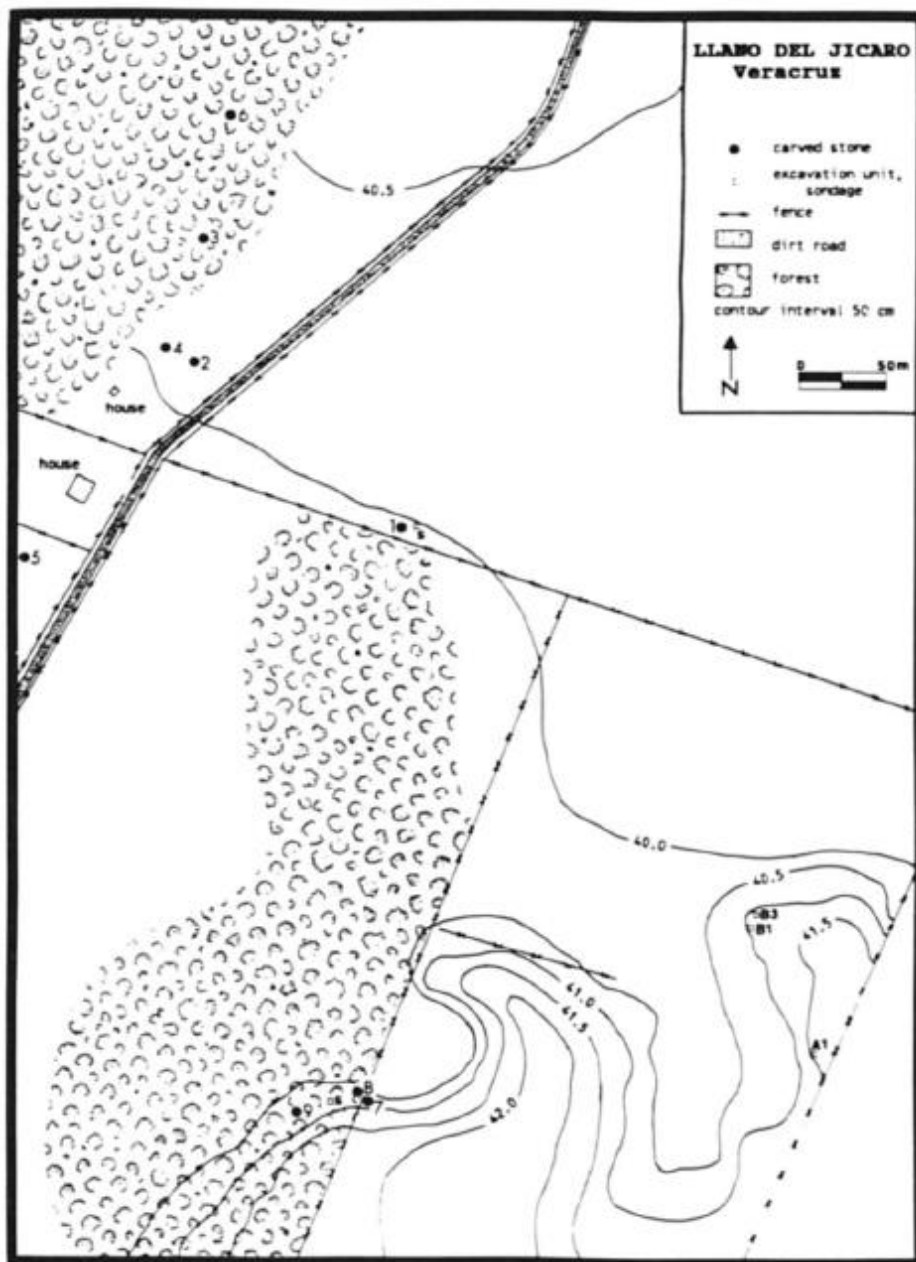 LLANO DEL JICARO
Veracruz
carved stone
excavation unit,
sondage
fence
dirt road
forest
contour interval 50 cm
0 50m
N
6
40.5
3
4
2
house
house
1
s
5
40.0
40.5
B3
B1
41.5
41.0
41.5
A1
42.0
8
s
7
9